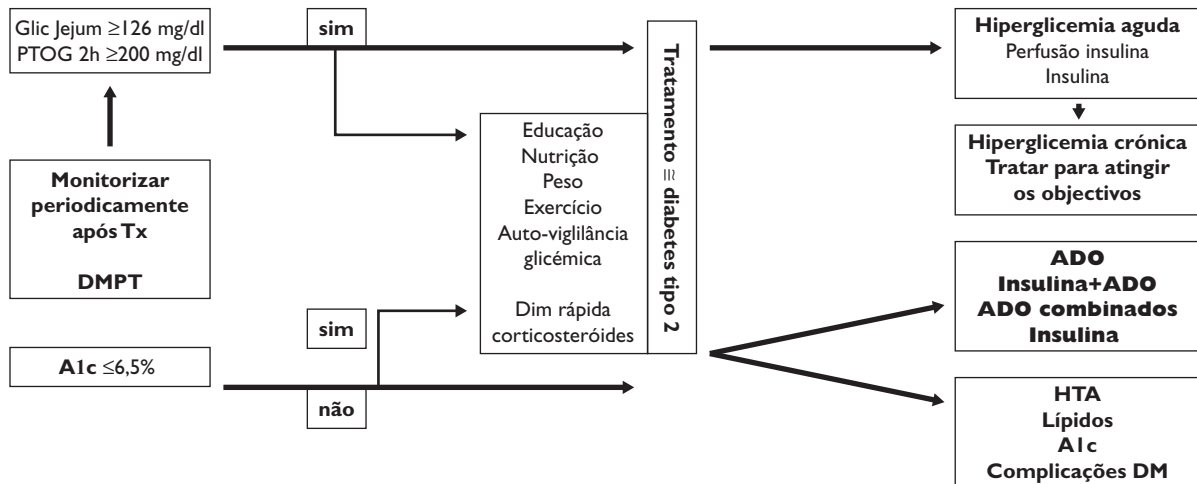 Glic Jejum ≥126 mg/dl
PTOG 2h ≥200 mg/dl
sim
Monitorizar
periodicamente
após Tx
DMPT
A1c ≤6,5%
sim
não
Educação
Nutrição
Peso
Exercício
Auto-viglilância
glicémica
Dim rápida
corticosteróides
Tratamento ≡ diabetes tipo 2
Hiperglicemia aguda
Perfusão insulina
Insulina
Hiperglicemia crónica
Tratar para atingir
os objectivos
ADO
Insulina+ADO
ADO combinados
Insulina
HTA
Lípidos
A1c
Complicações DM